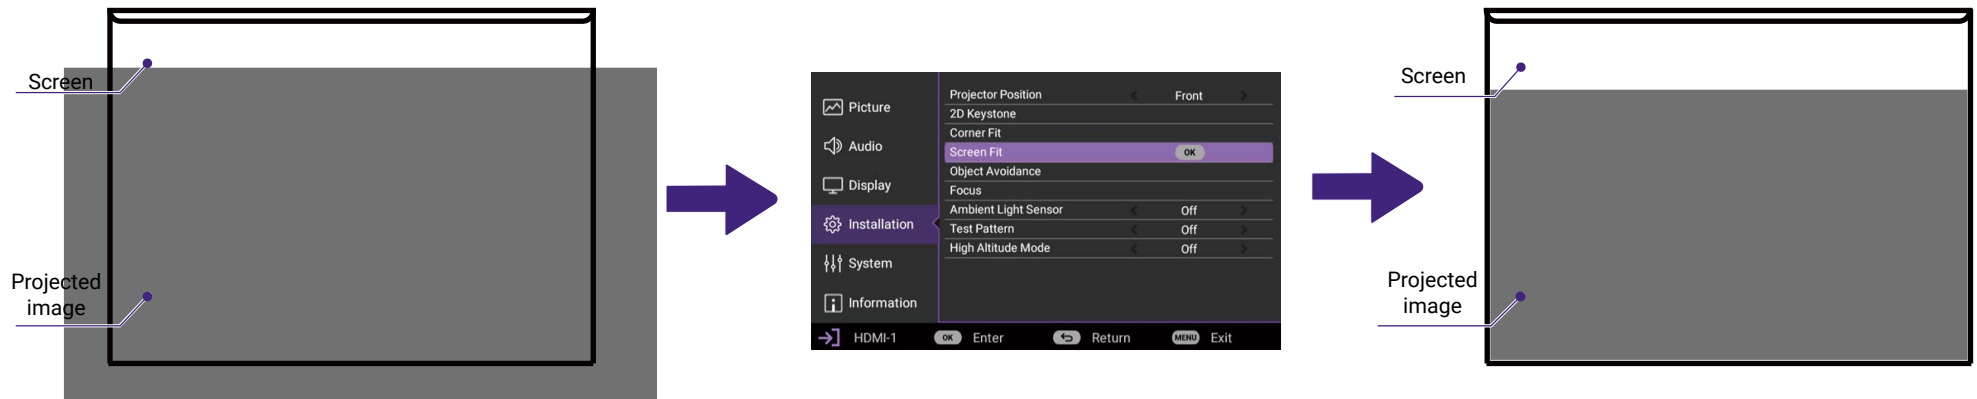 Screen
Projected
image
Picture
Audio
Display
Installation
System
Information
Projector Position Front
2D Keystone
Corner Fit
Screen Fit OK
Object Avoidance
Focus
Ambient Light Sensor Off
Test Pattern Off
High Altitude Mode Off
HDMI-1 OK Enter Return MENU Exit
Screen
Projected
image